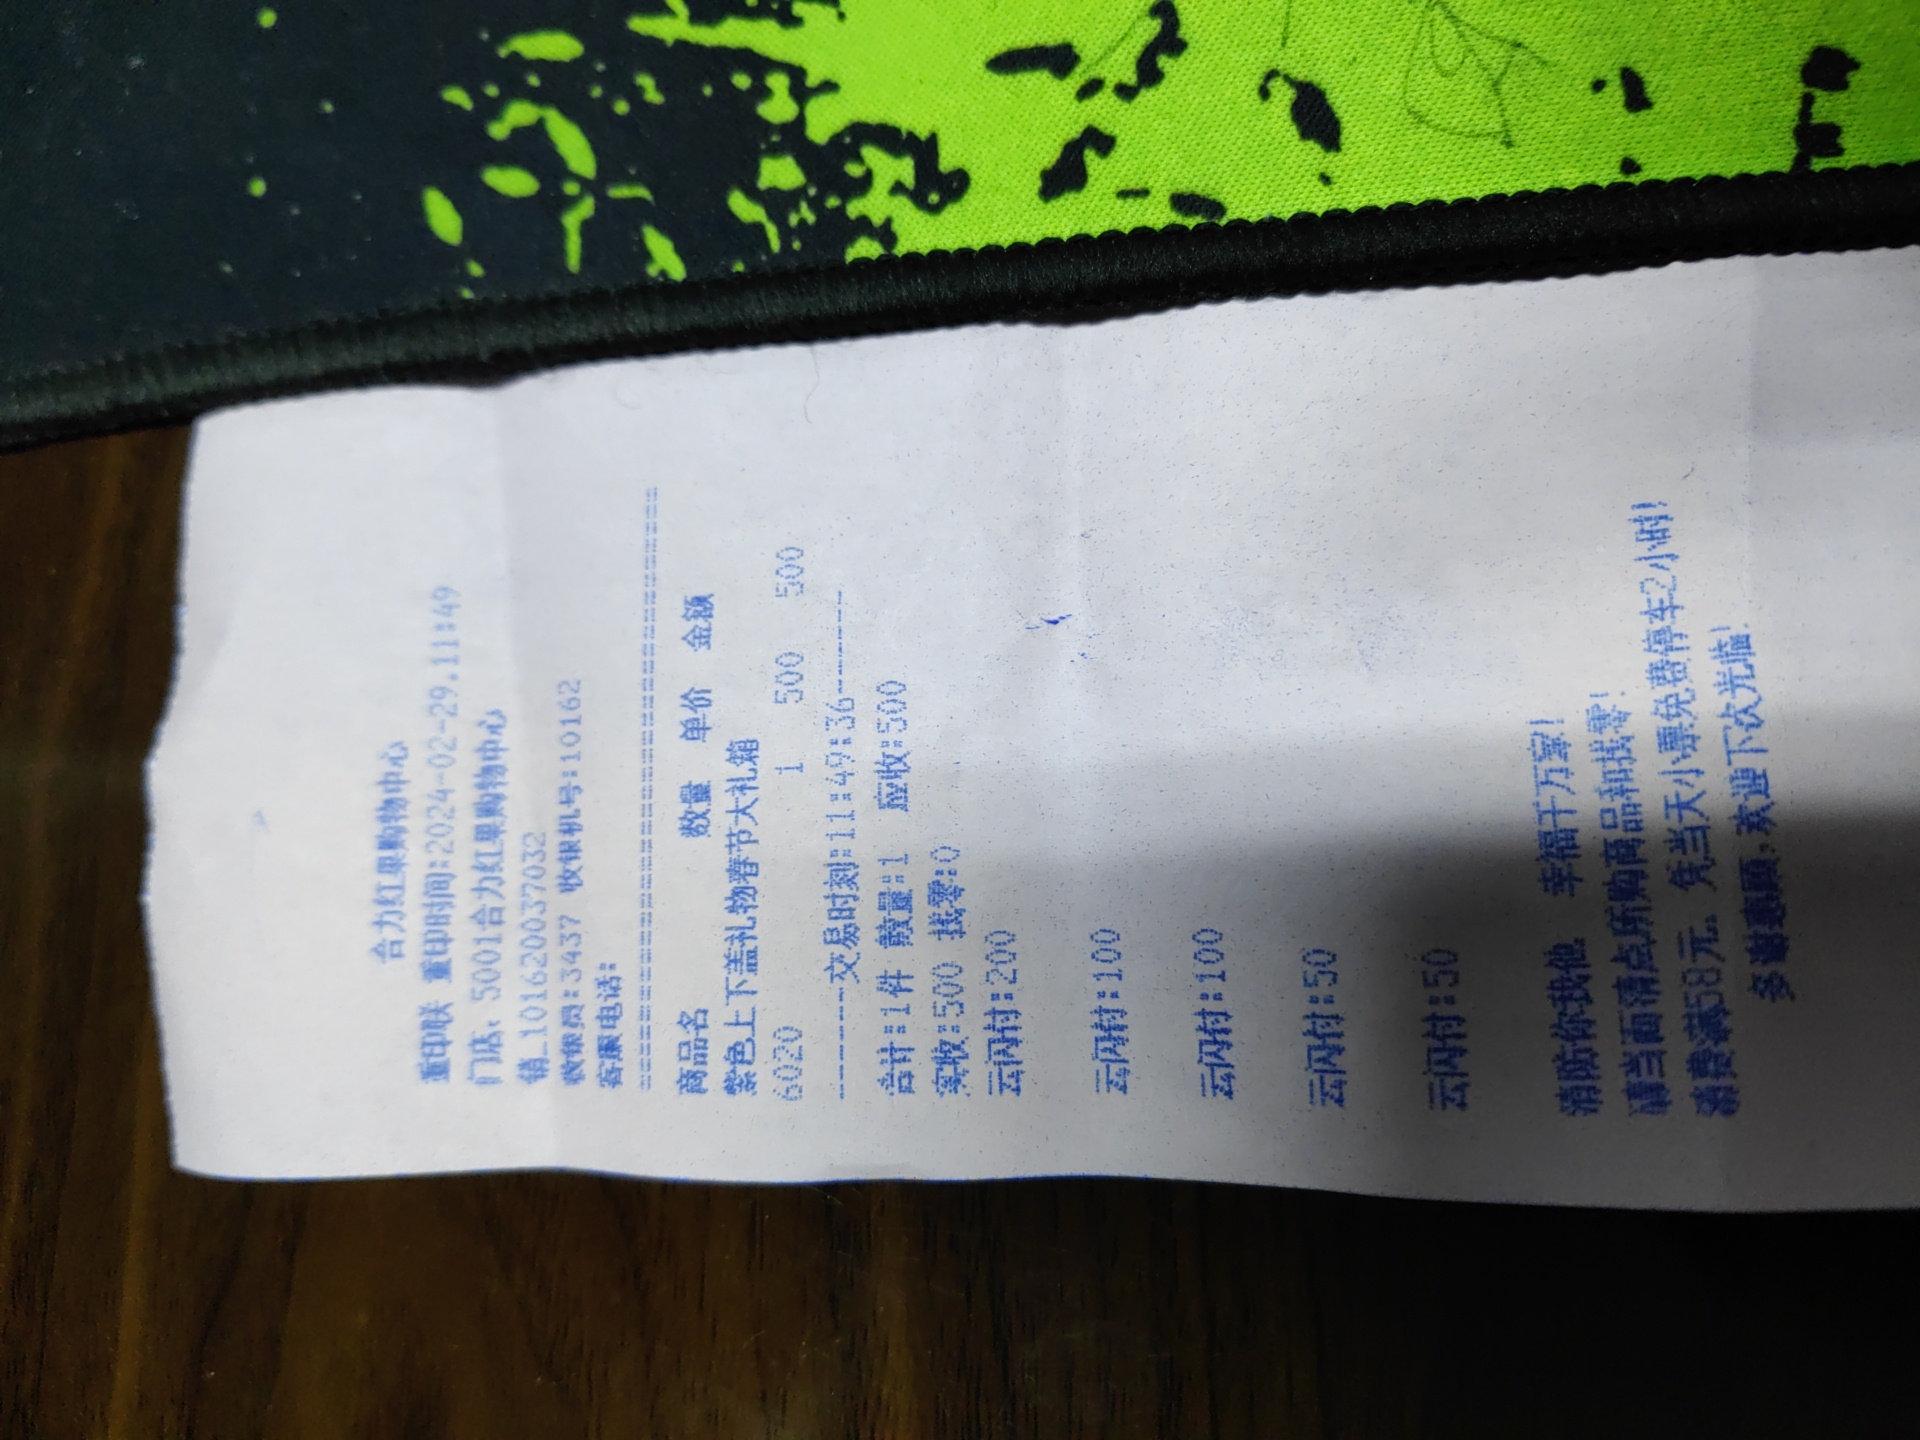 合力红果购物中心
重印联 重印时间:2024-02-29.11:49
门店:5001合力红果购物中心
销_1016200037032
收银员:3437 收银机号:10162
客服电话:
商品名 数量 单价 金额
紫色上下盖礼物春节大礼箱
6020 1 500 500
-----交易时刻:11:49:36-----
合计:1件 数量:1 应收:500
实收:500 找零:0
云闪付:200
云闪付:100
云闪付:100
云闪付:50
云闪付:50
消防你我他 幸福千万家!
请当面清点所购商品和找零!
消费满58元,凭当天小票免费停车2小时!
多谢惠顾,欢迎下次光临!